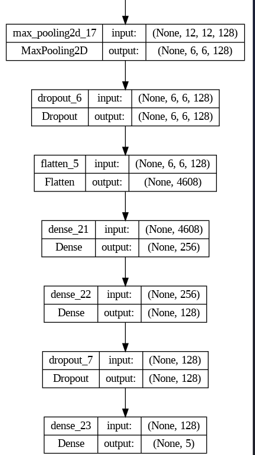 max_pooling2d_17 input: (None, 12, 12, 128)
MaxPooling2D output: (None, 6, 6, 128)
dropout_6 input: (None, 6, 6, 128)
Dropout output: (None, 6, 6, 128)
flatten_5 input: (None, 6, 6, 128)
Flatten output: (None, 4608)
dense_21 input: (None, 4608)
Dense output: (None, 256)
dense_22 input: (None, 256)
Dense output: (None, 128)
dropout_7 input: (None, 128)
Dropout output: (None, 128)
dense_23 input: (None, 128)
Dense output: (None, 5)